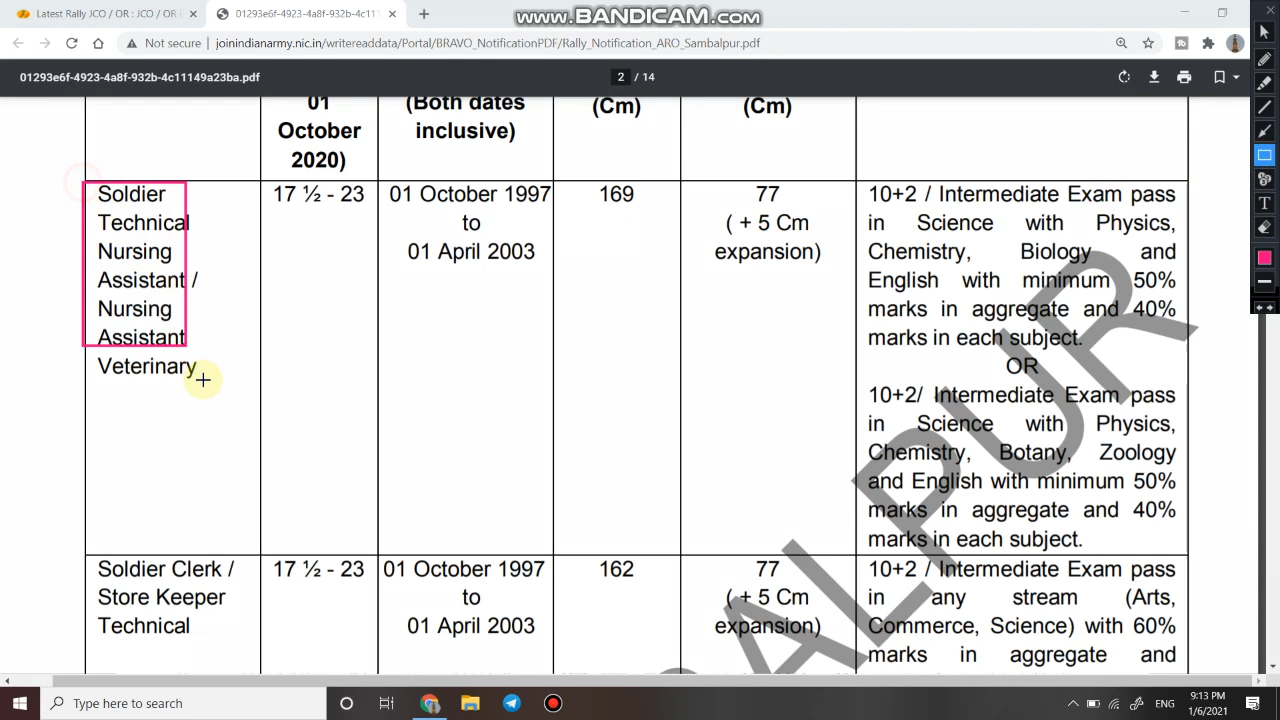 Latest Rally JCO / OR : JCO / OR
01293e6f-4923-4a8f-932b-4c111
www.BANDICAM.com
Not secure
joinindianarmy.nic.in/writereaddata/Portal/BRAVO_NotificationPDF/Rally_Notification_ARO_Sambalpur.pdf
01293e6f-4923-4a8f-932b-4c11149a23ba.pdf
2 / 14
01
October
2020)
(Both dates
inclusive)
(Cm)
(Cm)
Soldier
Technical
Nursing
Assistant /
Nursing
Assistant
Veterinary
17 ½ - 23
01 October 1997
to
01 April 2003
169
77
( + 5 Cm
expansion)
10+2 / Intermediate Exam pass
in Science with Physics,
Chemistry, Biology and
English with minimum 50%
marks in aggregate and 40%
marks in each subject.
OR
10+2/ Intermediate Exam pass
in Science with Physics,
Chemistry, Botany, Zoology
and English with minimum 50%
marks in aggregate and 40%
marks in each subject.
Soldier Clerk /
Store Keeper
Technical
17 ½ - 23
01 October 1997
to
01 April 2003
162
77
( + 5 Cm
expansion)
10+2 / Intermediate Exam pass
in any stream (Arts,
Commerce, Science) with 60%
marks in aggregate and
ALPUR
Type here to search
ENG
9:13 PM
1/6/2021